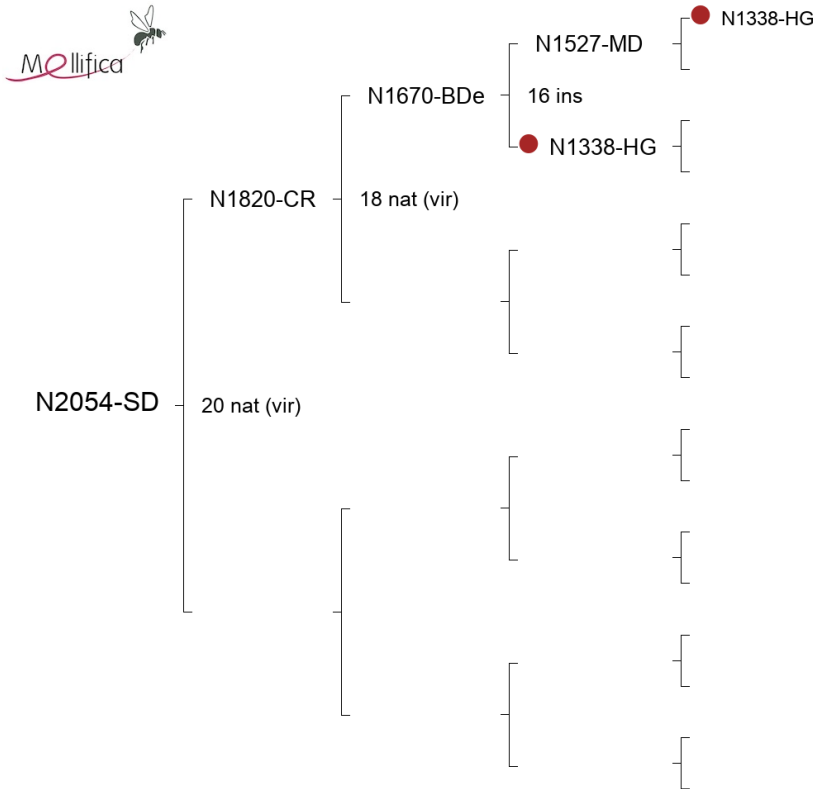 N1338-HG
N1527-MD
Mellifica
N1670-BDe
16 ins
N1338-HG
N1820-CR
18 nat (vir)
N2054-SD
20 nat (vir)